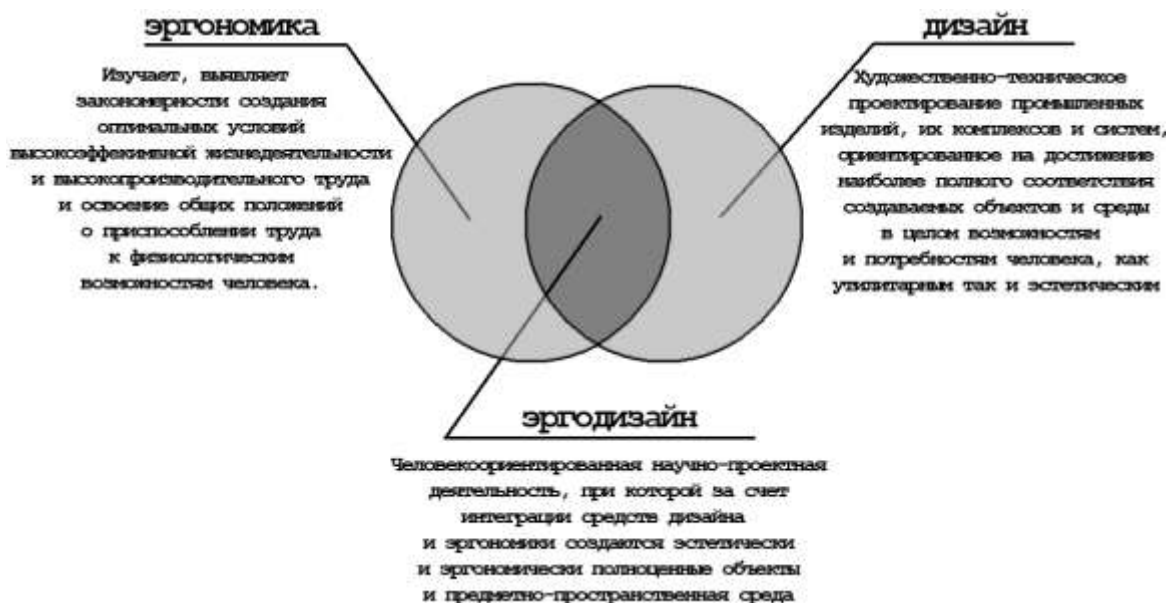 эргономика
Изучает, выявляет
закономерности создания
оптимальных условий
высокоэффекимвной жизнедеятельности
и высокопроизводительного труда
и освоение общих положений
о приспособлении труда
к физиологическим
возможностям человека.
дизайн
Художественно-техническое
проектирование промышленных
изделий, их комплексов и систем,
ориентированное на достижение
наиболее полного соответствия
создаваемых объектов и среды
в целом возможностям
и потребностям человека, как
утилитарным так и эстетическим
эргодизайн
Человекоориентированная научно-проектная
деятельность, при которой за счет
интеграции средств дизайна
и эргономики создаются эстетически
и эргономически полноценные объекты
и предметно-пространственная среда